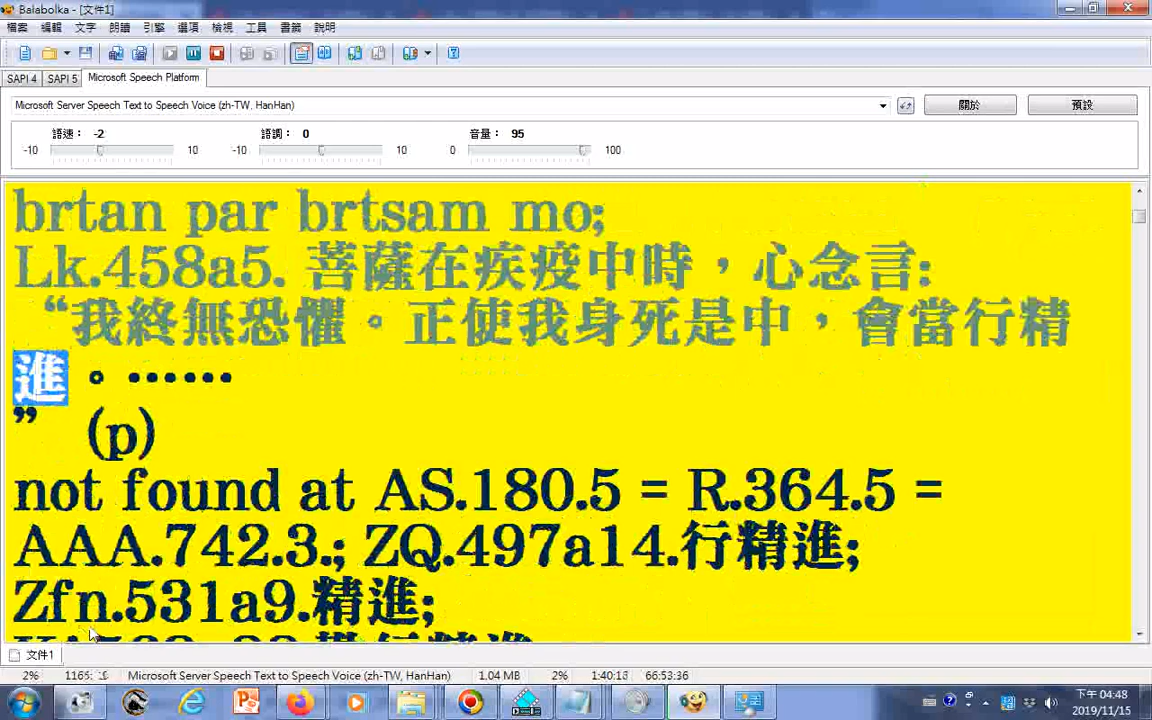 Balabolka - [文件1]
檔案 編輯 文字 朗讀 引擎 選項 檢視 工具 書籤 說明
SAPI 4 SAPI 5 Microsoft Speech Platform
Microsoft Server Speech Text to Speech Voice (zh-TW, HanHan) 關於 預設
語速： -2 語調： 0 音量： 95
-10 10 -10 10 0 100
brtan par brtsam mo;
Lk.458a5. 菩薩在疾疫中時，心念言:
“我終無恐懼。正使我身死是中，會當行精
進。······
” (p)
not found at AS.180.5 = R.364.5 =
AAA.742.3.; ZQ.497a14.行精進;
Zfn.531a9.精進;
文件1
2% Microsoft Server Speech Text to Speech Voice (zh-TW, HanHan) 1.04 MB 2% 1:40:13 66:53:36
下午 04:48
2019/11/15